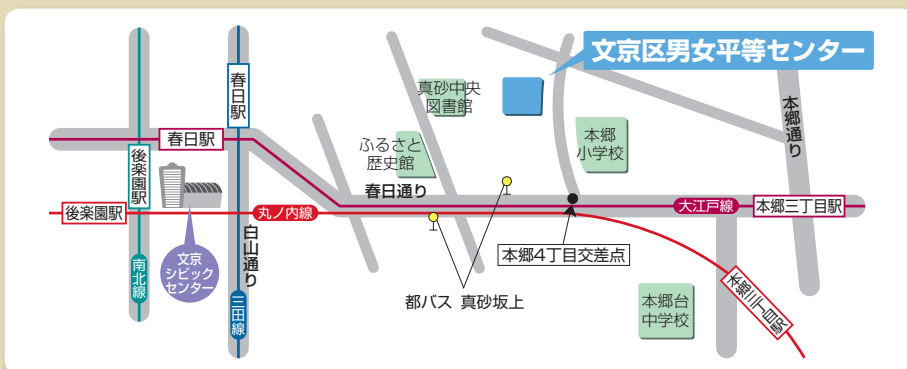 文京区男女平等センター
春日駅
真砂中央
図書館
本郷通り
春日駅
後楽園駅
ふるさと
歴史館
本郷
小学校
春日通り
後楽園駅
丸ノ内線
大江戸線
本郷三丁目駅
白山通り
文京
シビック
センター
本郷4丁目交差点
南北線
三田線
都バス 真砂坂上
本郷台
中学校
本郷三丁目駅